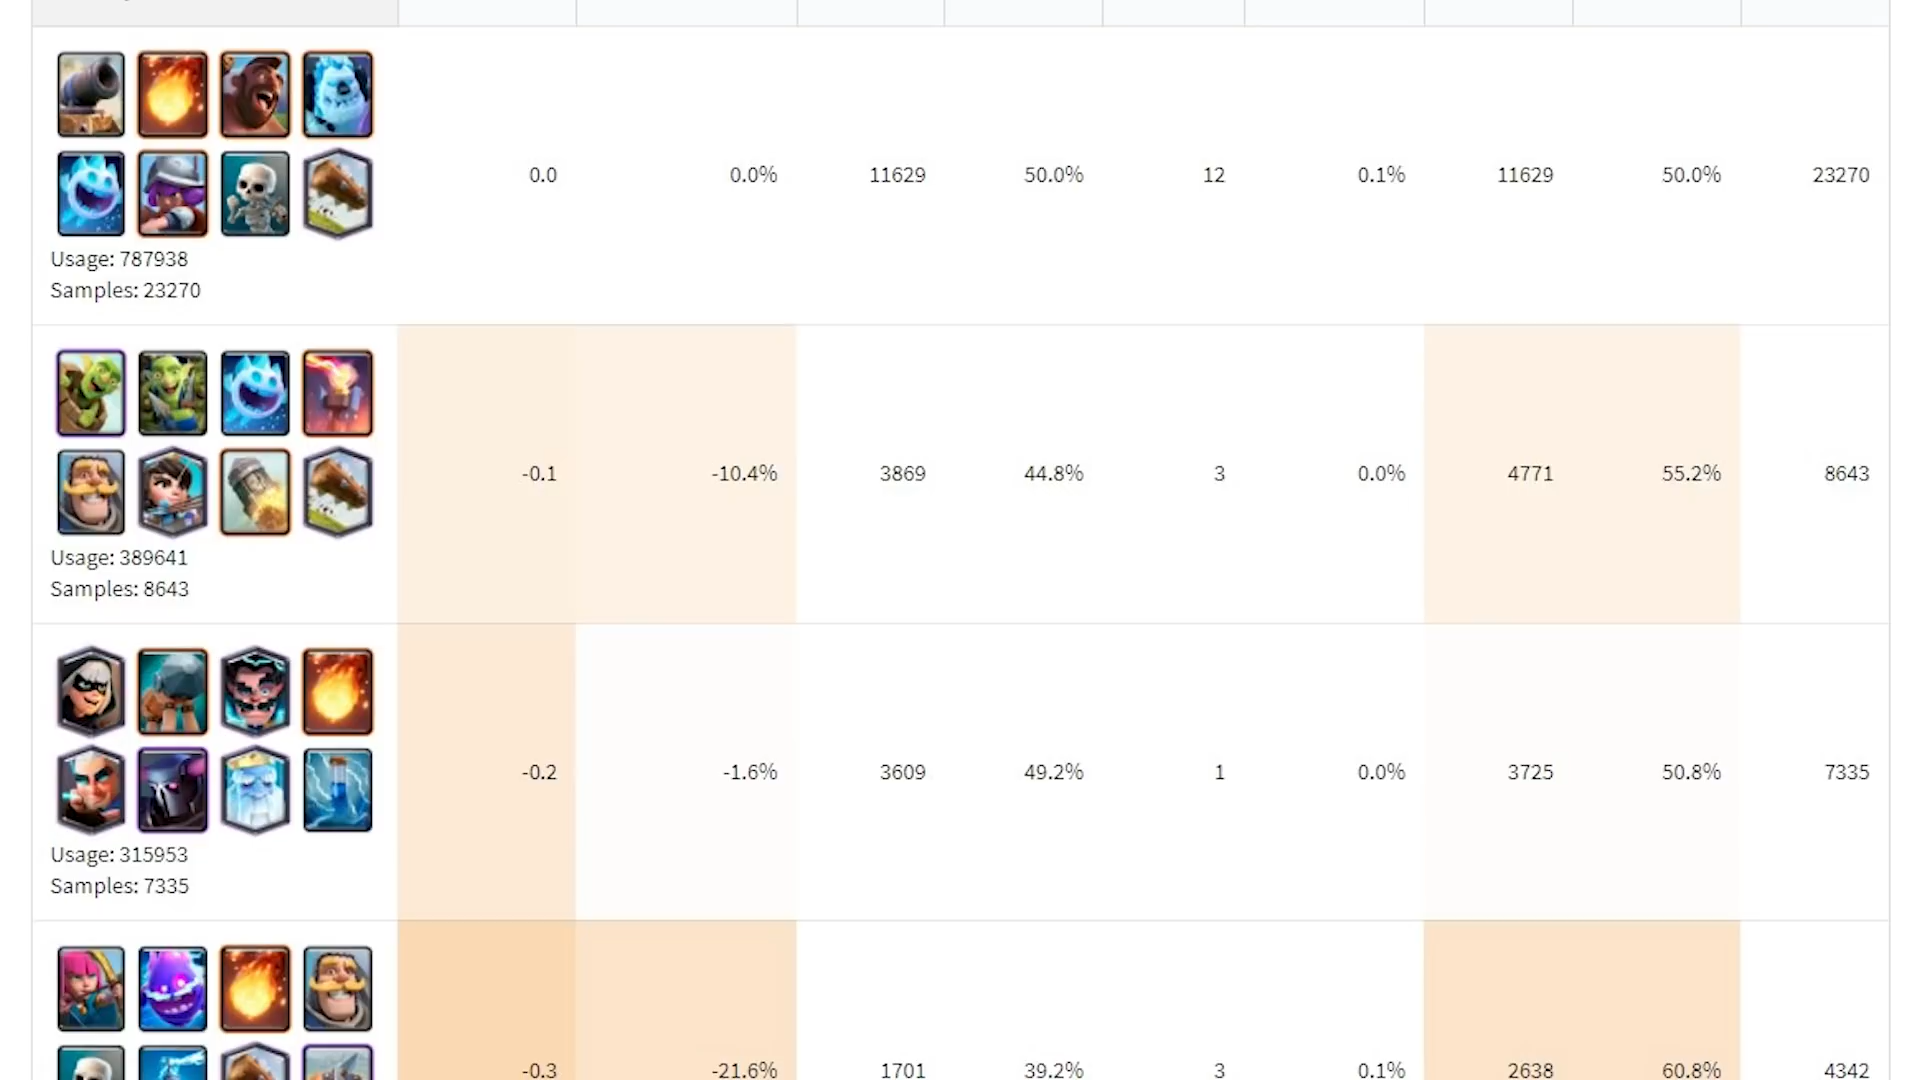 0.0 0.0% 11629 50.0% 12 0.1% 11629 50.0% 23270
Usage: 787938
Samples: 23270
-0.1 -10.4% 3869 44.8% 3 0.0% 4771 55.2% 8643
Usage: 389641
Samples: 8643
-0.2 -1.6% 3609 49.2% 1 0.0% 3725 50.8% 7335
Usage: 315953
Samples: 7335
-0.3 -21.6% 1701 39.2% 3 0.1% 2638 60.8% 4342